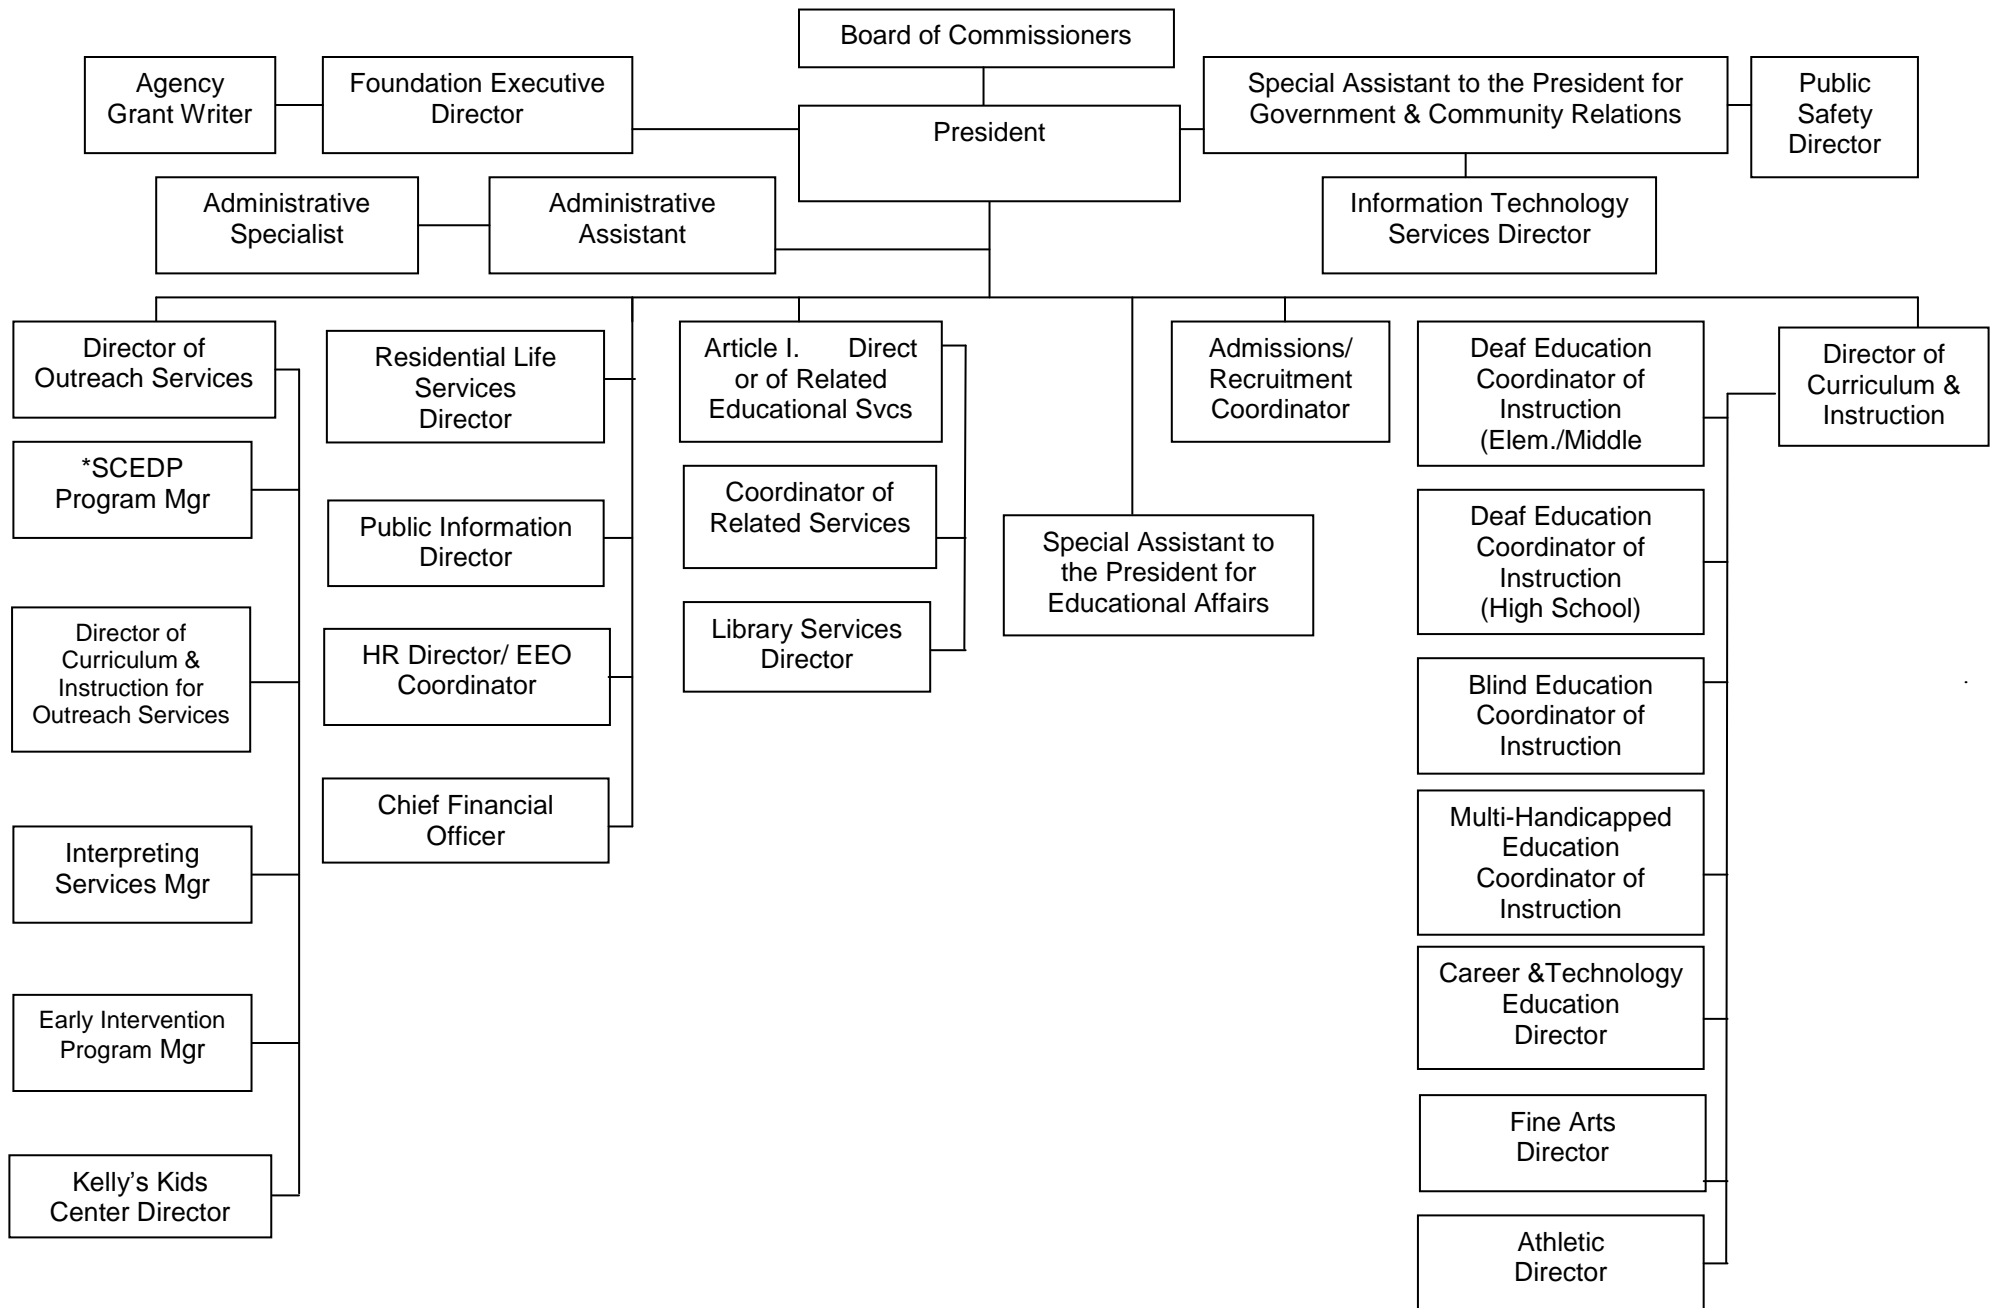 Board of Commissioners
Agency
Grant Writer
Foundation Executive
Director
President
Special Assistant to the President for
Government & Community Relations
Public
Safety
Director
Administrative
Specialist
Administrative
Assistant
Information Technology
Services Director
Director of
Outreach Services
*SCEDP
Program Mgr
Director of
Curriculum &
Instruction for
Outreach Services
Interpreting
Services Mgr
Early Intervention
Program Mgr
Kelly’s Kids
Center Director
Residential Life
Services
Director
Public Information
Director
HR Director/ EEO
Coordinator
Chief Financial
Officer
Article I. Direct
or of Related
Educational Svcs
Coordinator of
Related Services
Library Services
Director
Special Assistant to
the President for
Educational Affairs
Admissions/
Recruitment
Coordinator
Deaf Education
Coordinator of
Instruction
(Elem./Middle
Deaf Education
Coordinator of
Instruction
(High School)
Blind Education
Coordinator of
Instruction
Multi-Handicapped
Education
Coordinator of
Instruction
Career &Technology
Education
Director
Fine Arts
Director
Athletic
Director
Director of
Curriculum &
Instruction